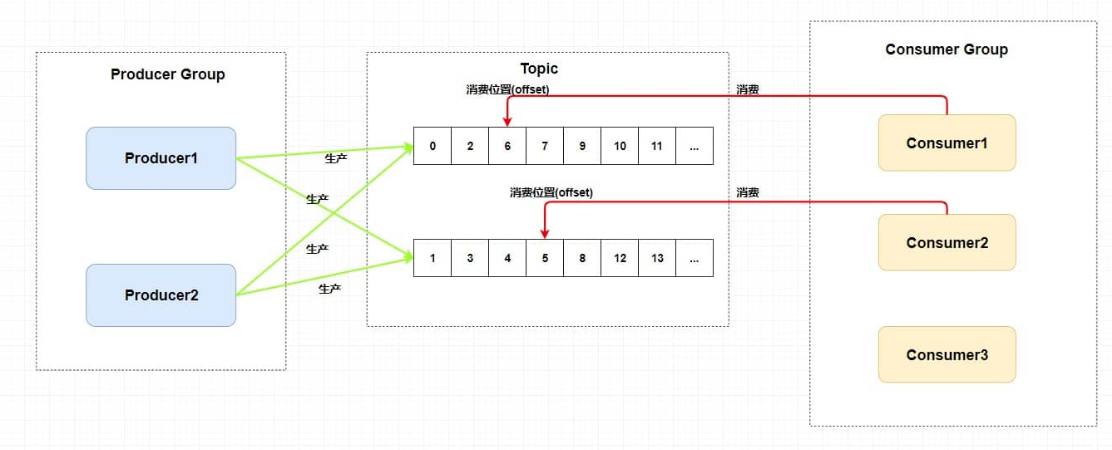 Producer Group
Producer1
Producer2
生产
生产
生产
生产
Topic
消费位置(offset)
0 2 6 7 9 10 11 ...
消费位置(offset)
1 3 4 5 8 12 13 ...
消费
消费
Consumer Group
Consumer1
Consumer2
Consumer3